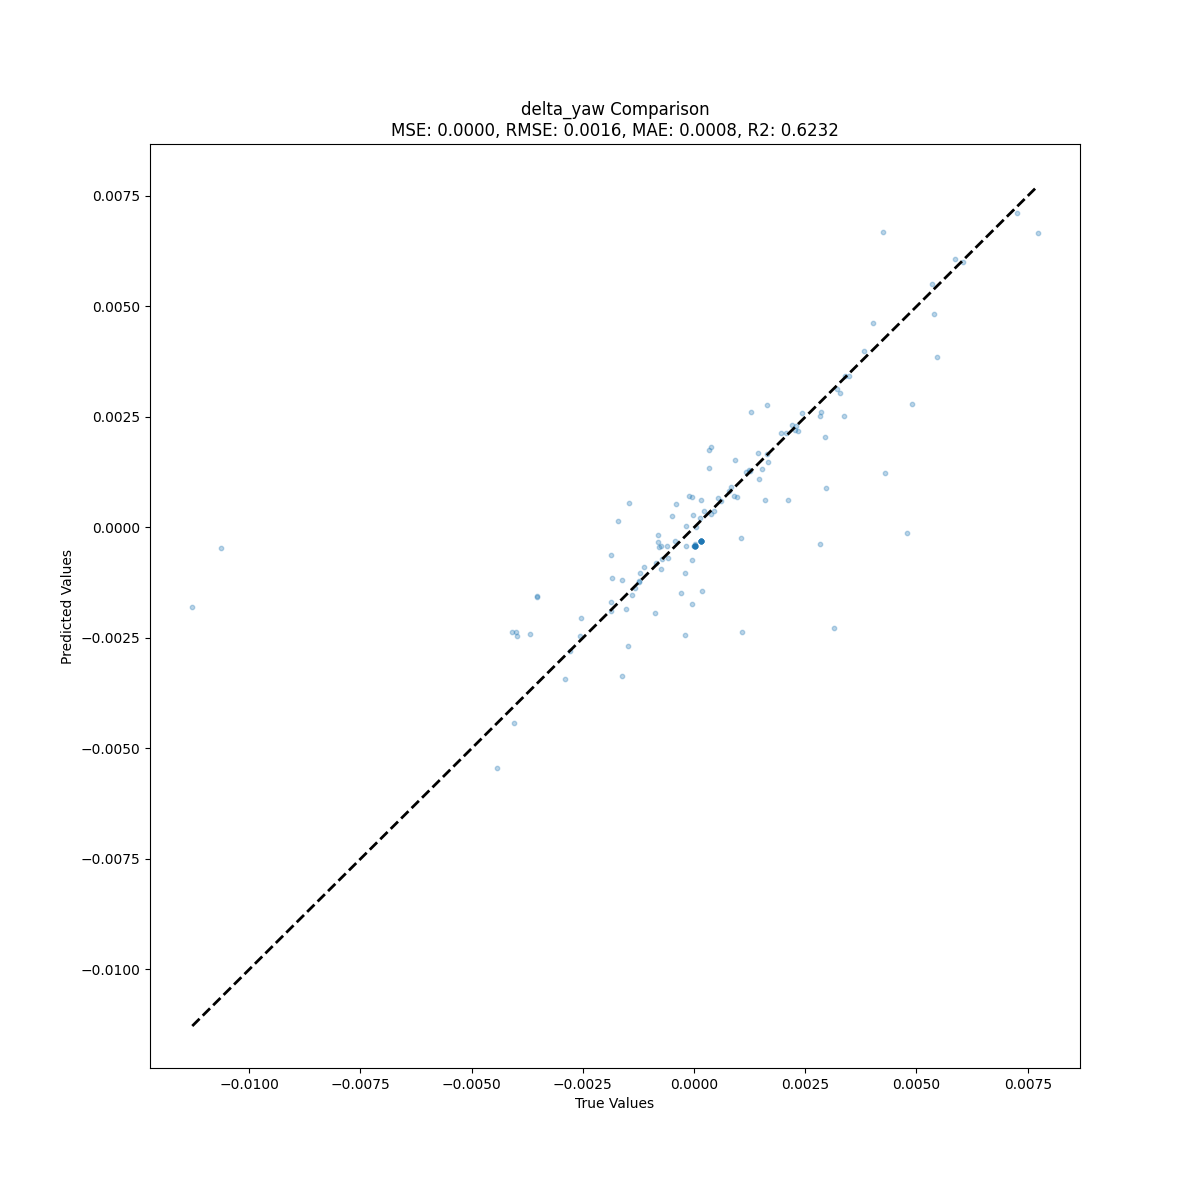 delta_yaw Comparison
MSE: 0.0000, RMSE: 0.0016, MAE: 0.0008, R2: 0.6232
0.0075
0.0050
0.0025
0.0000
−0.0025
−0.0050
−0.0075
−0.0100
Predicted Values
−0.0100 −0.0075 −0.0050 −0.0025 0.0000 0.0025 0.0050 0.0075
True Values